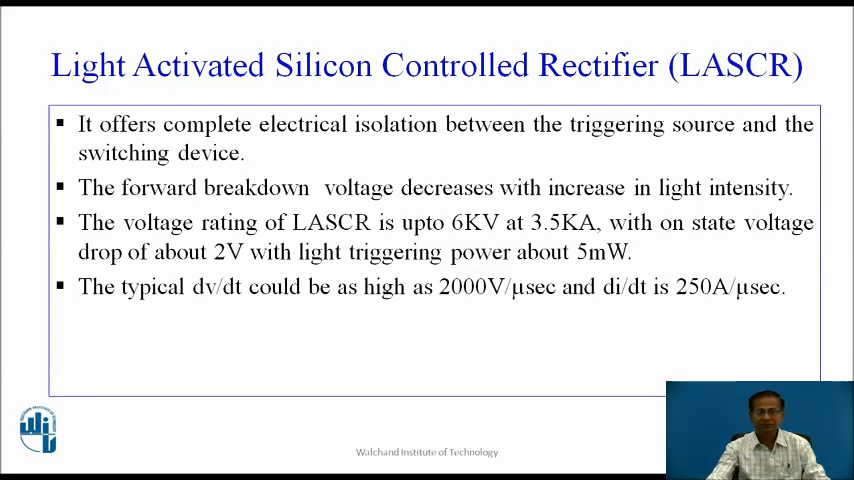 Light Activated Silicon Controlled Rectifier (LASCR)
▪ It offers complete electrical isolation between the triggering source and the
switching device.
▪ The forward breakdown voltage decreases with increase in light intensity.
▪ The voltage rating of LASCR is upto 6KV at 3.5KA, with on state voltage
drop of about 2V with light triggering power about 5mW.
▪ The typical dv/dt could be as high as 2000V/µsec and di/dt is 250A/µsec.
Walchand Institute of Technology